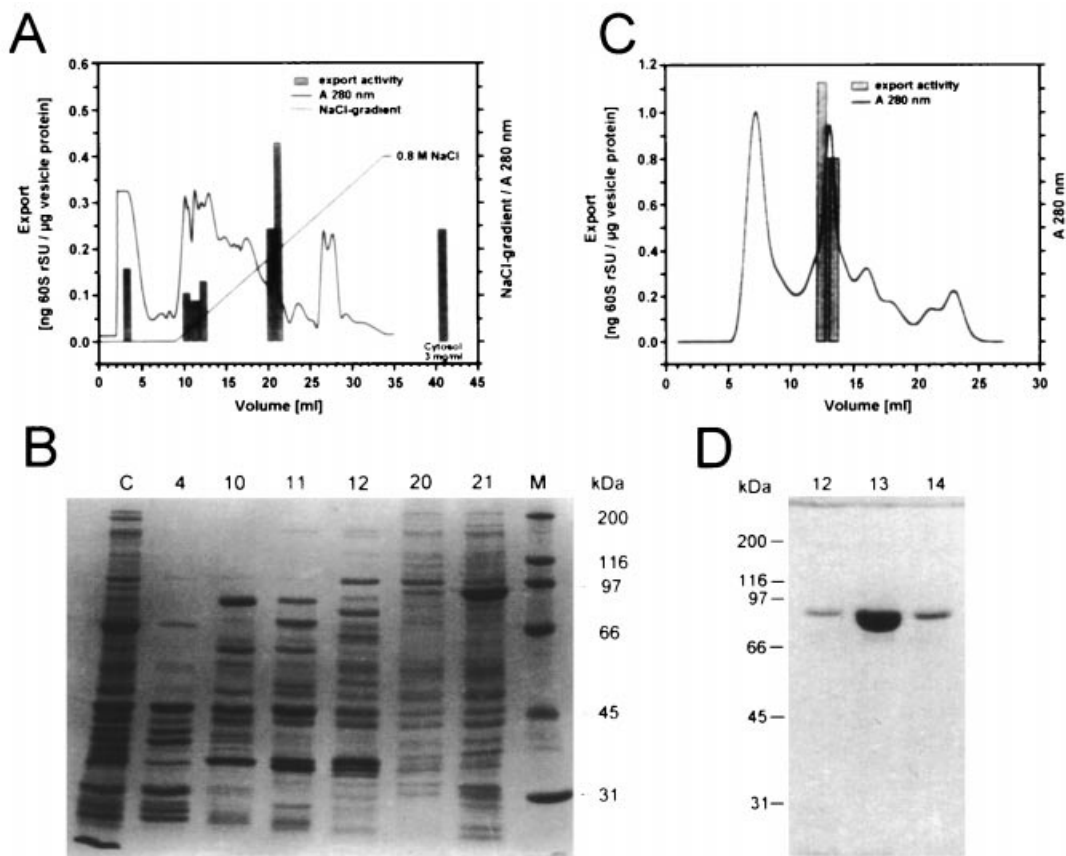 A
export activity
A 280 nm
NaCl-gradient
0.8 M NaCl
0.6
0.5
0.4
0.3
0.2
0.1
0.0
Export
[ng 60S rSU / µg vesicle protein]
NaCl-gradient / A 280 nm
Cytosol
3 mg/ml
0 5 10 15 20 25 30 35 40 45
Volume [ml]
C
export activity
A 280 nm
1.2
1.0
0.8
0.6
0.4
0.2
0.0
Export
[ng 60S rSU / µg vesicle protein]
A 280 nm
0 5 10 15 20 25 30
Volume [ml]
B
C 4 10 11 12 20 21 M kDa
200
116
97
66
45
31
D
kDa 12 13 14
200
116
97
66
45
31